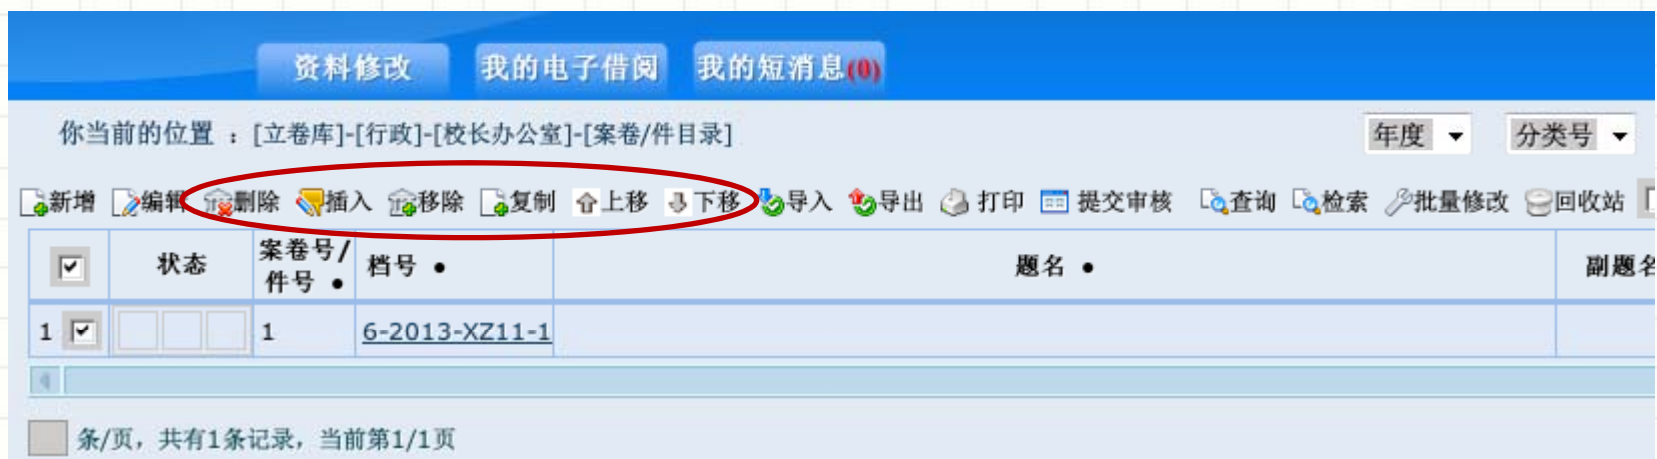 资料修改 我的电子借阅 我的短消息(0)
你当前的位置 ：[立卷库]-[行政]-[校长办公室]-[案卷/件目录] 年度 分类号
新增 编辑 删除 插入 移除 复制 上移 下移 导入 导出 打印 提交审核 查询 检索 批量修改 回收站
状态 案卷号/件号 • 档号 • 题名 • 副题名
1 1 6-2013-XZ11-1
条/页，共有1条记录，当前第1/1页